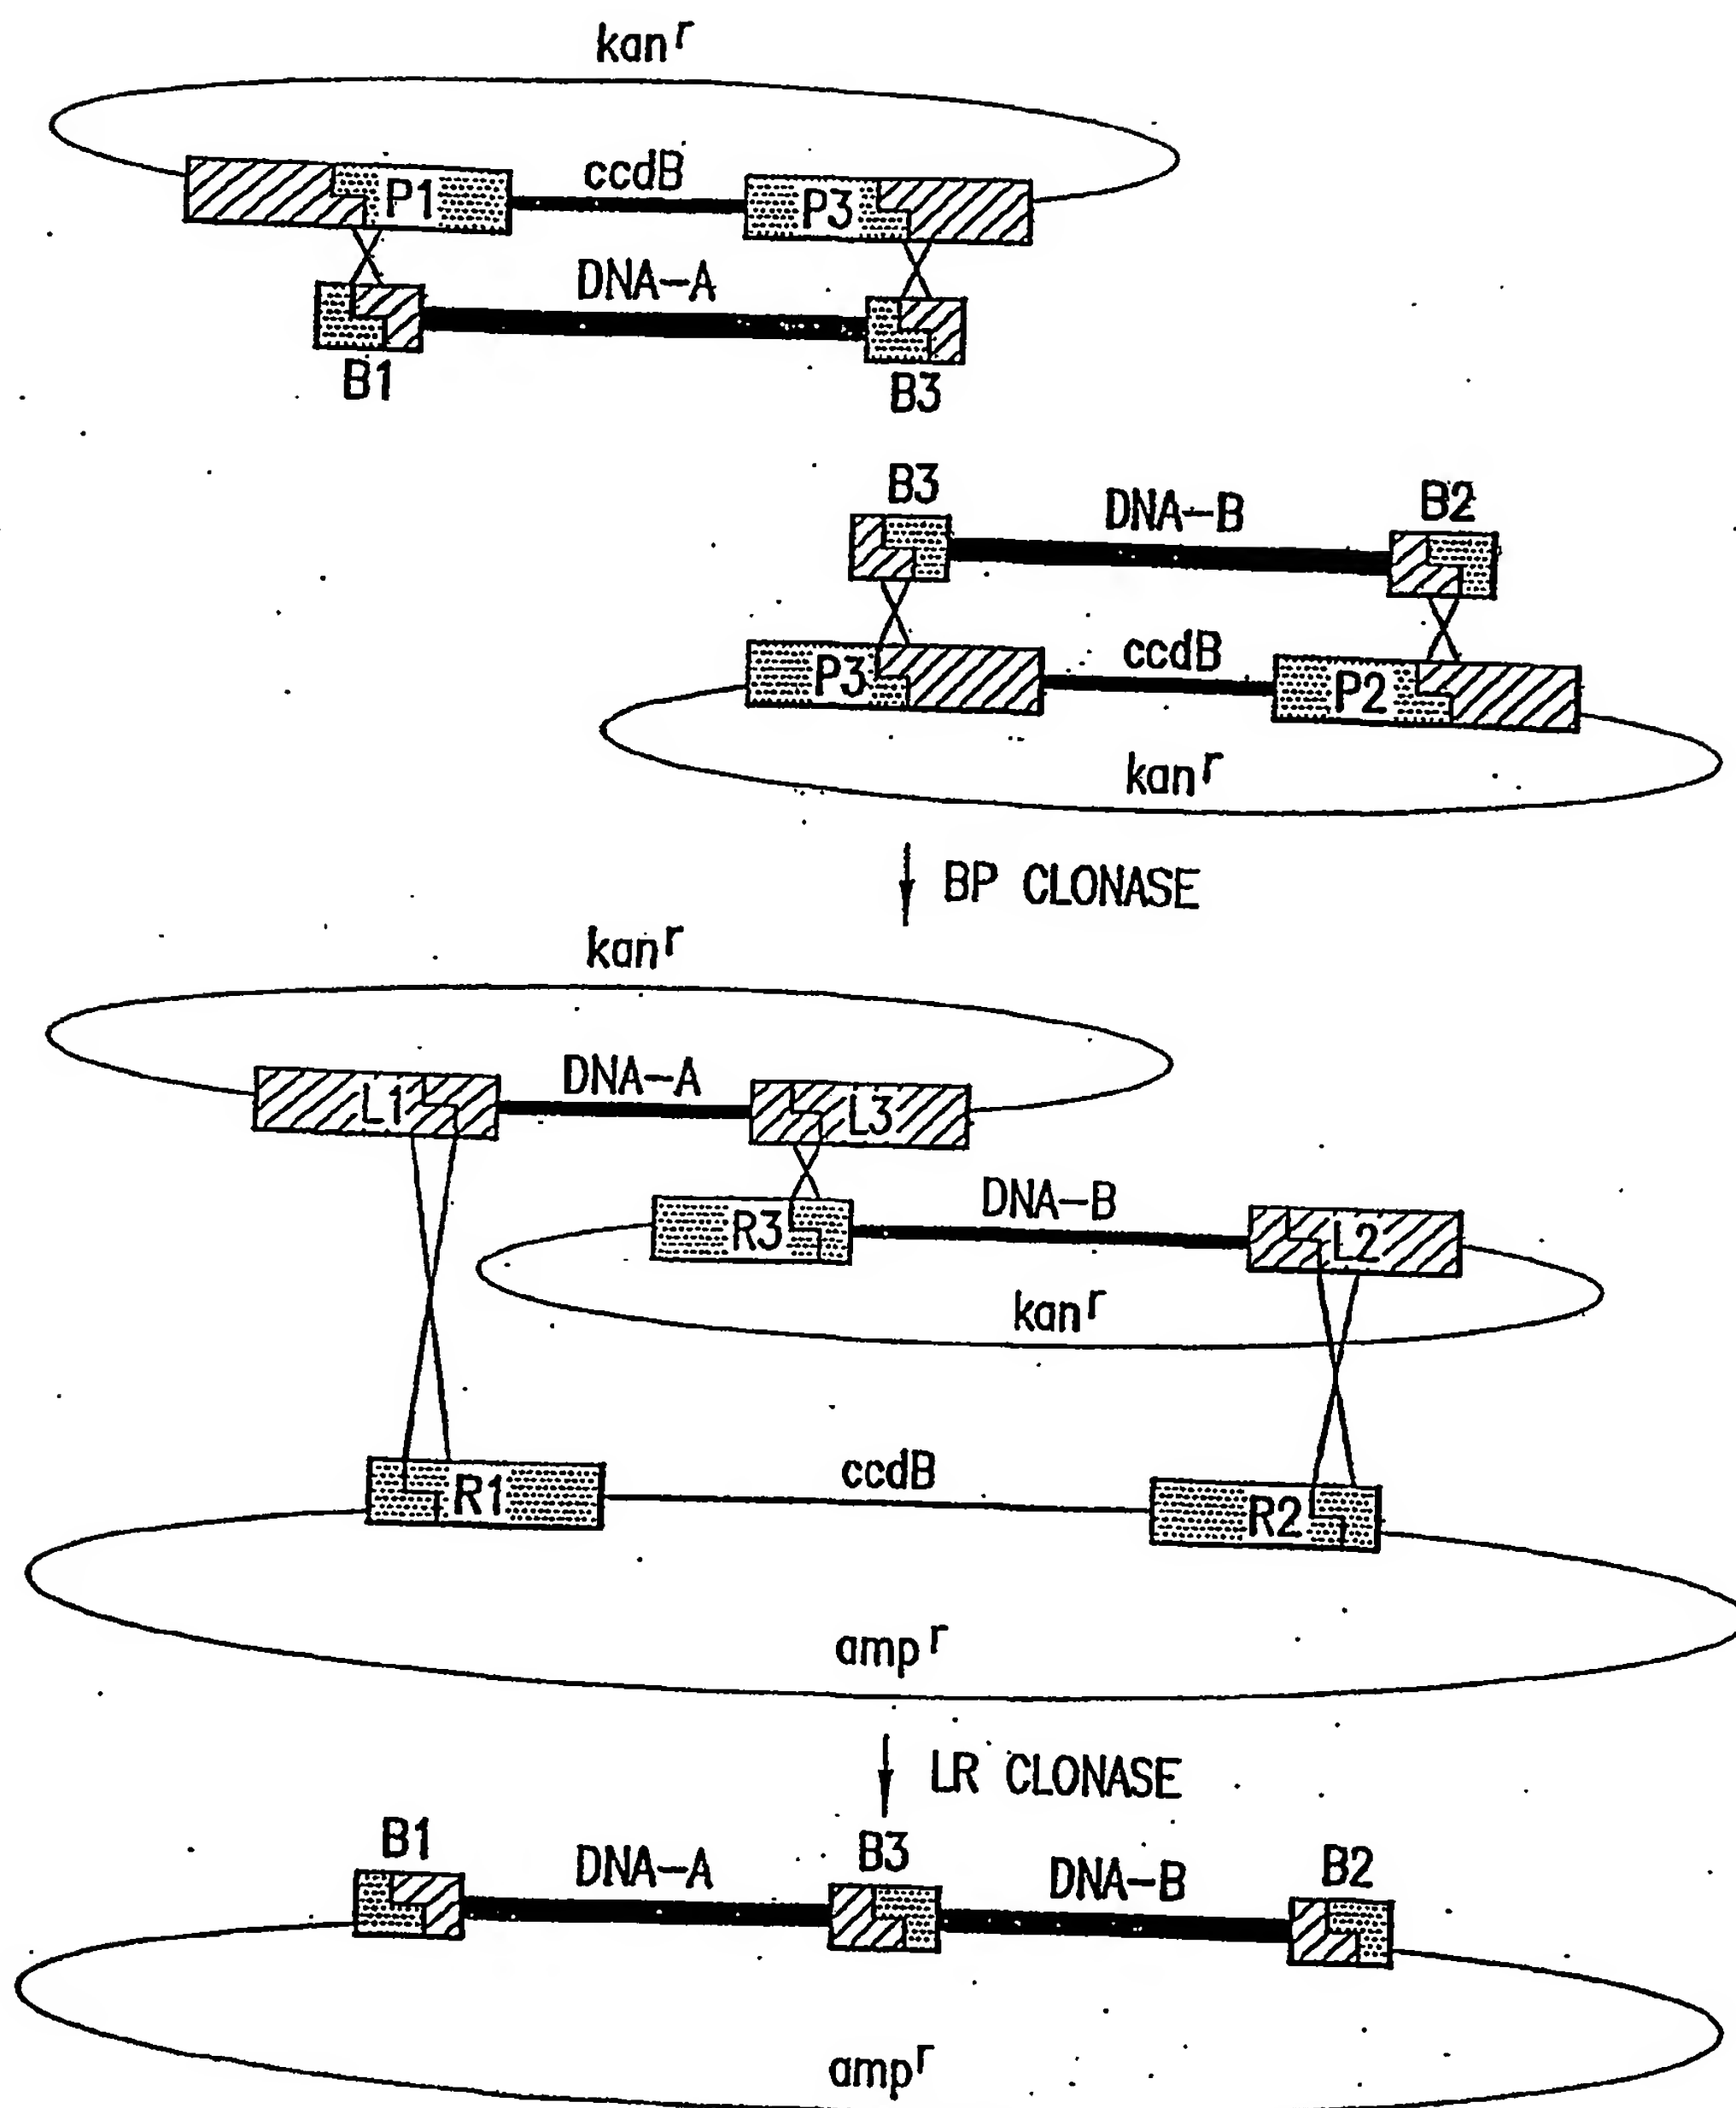 kanʳ
ccdB
P1
P3
DNA-A
B1
B3
B3
DNA-B
B2
P3
ccdB
P2
kanʳ
BP CLONASE
kanʳ
DNA-A
L1
L3
DNA-B
R3
L2
kanʳ
ccdB
R1
R2
ampʳ
LR CLONASE
B1
DNA-A
B3
DNA-B
B2
ampʳ